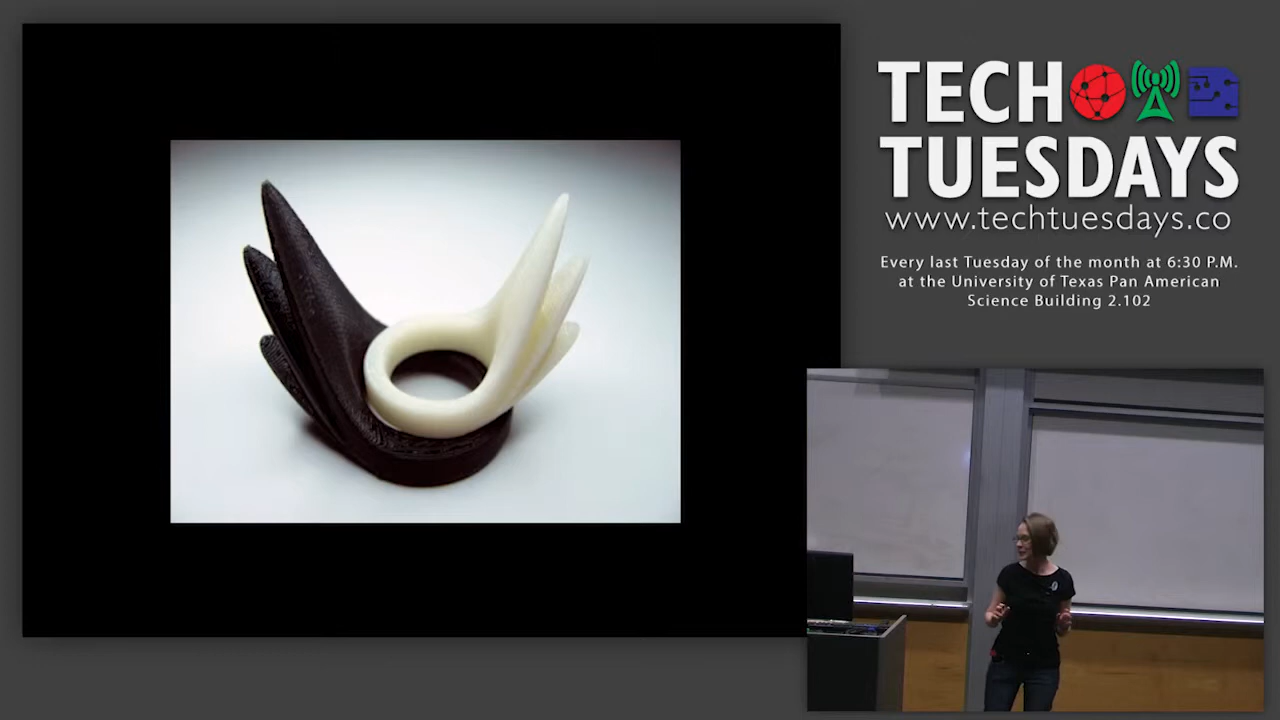 TECH
TUESDAYS
www.techtuesdays.co
Every last Tuesday of the month at 6:30 P.M.
at the University of Texas Pan American
Science Building 2.102